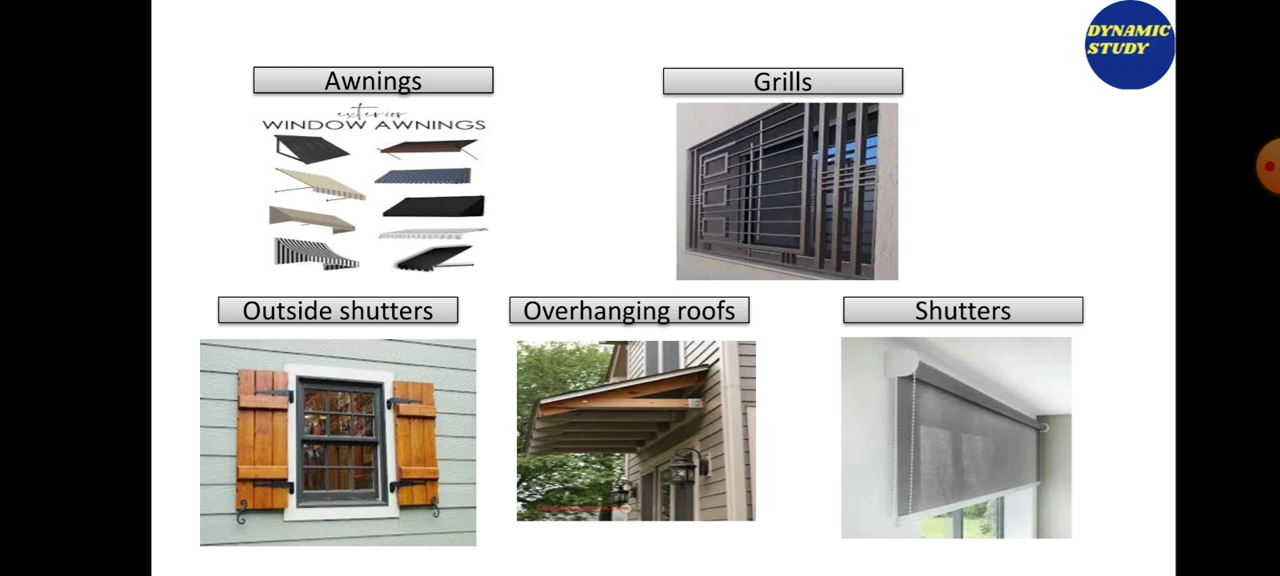 DYNAMIC
STUDY
Awnings
Grills
exterior
WINDOW AWNINGS
Outside shutters
Overhanging roofs
Shutters